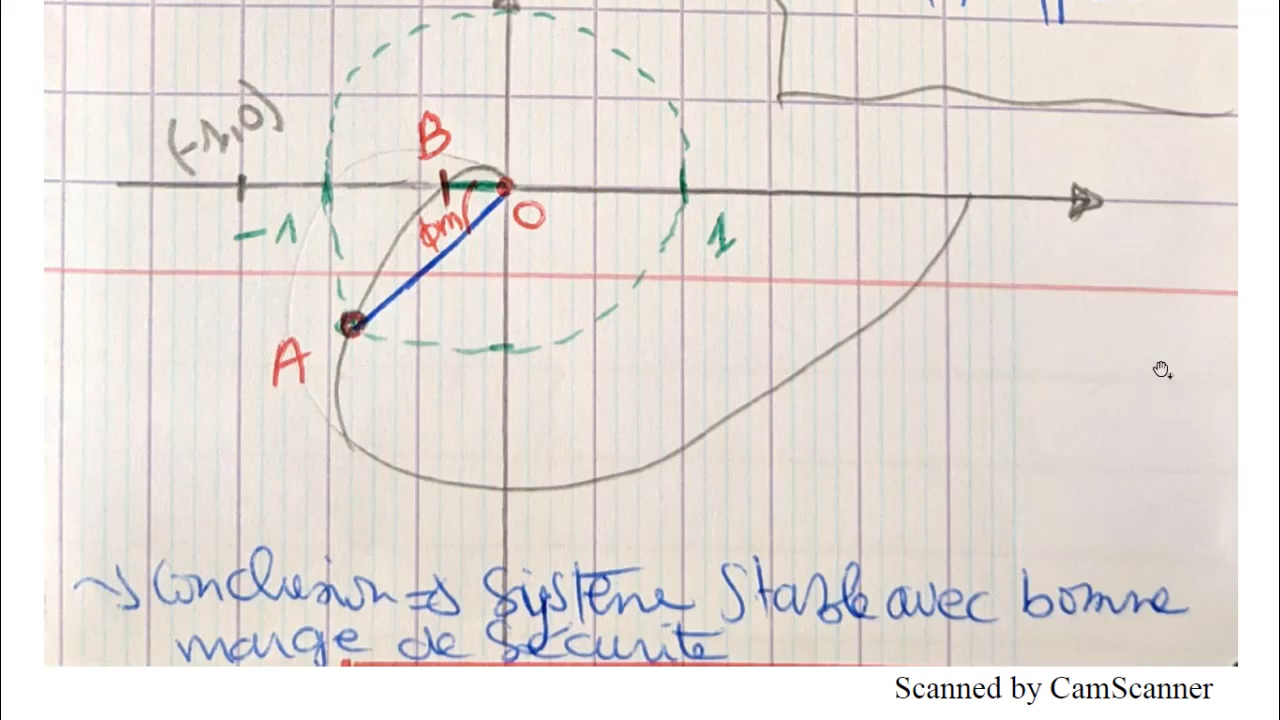 (-1,0)
B
-1
φm
O
1
A
→ Conclusion ⇒ Système Stable avec bonne
marge de sécurité
Scanned by CamScanner